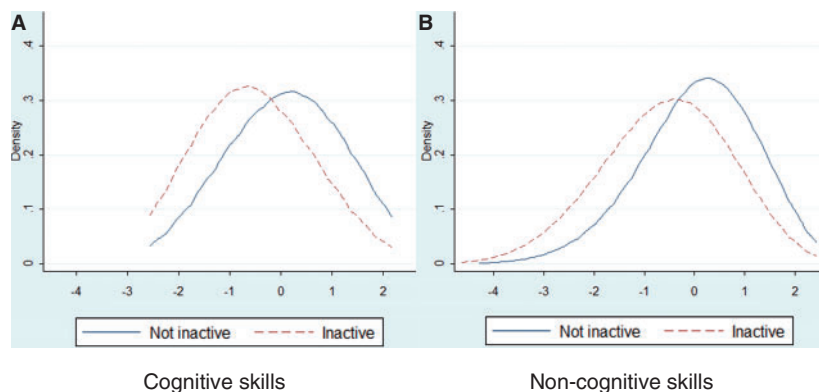 A
B
.4
.3
.2
.1
0
Density
-4 -3 -2 -1 0 1 2
Not inactive Inactive
Cognitive skills
.4
.3
.2
.1
0
Density
-4 -3 -2 -1 0 1 2
Not inactive Inactive
Non-cognitive skills